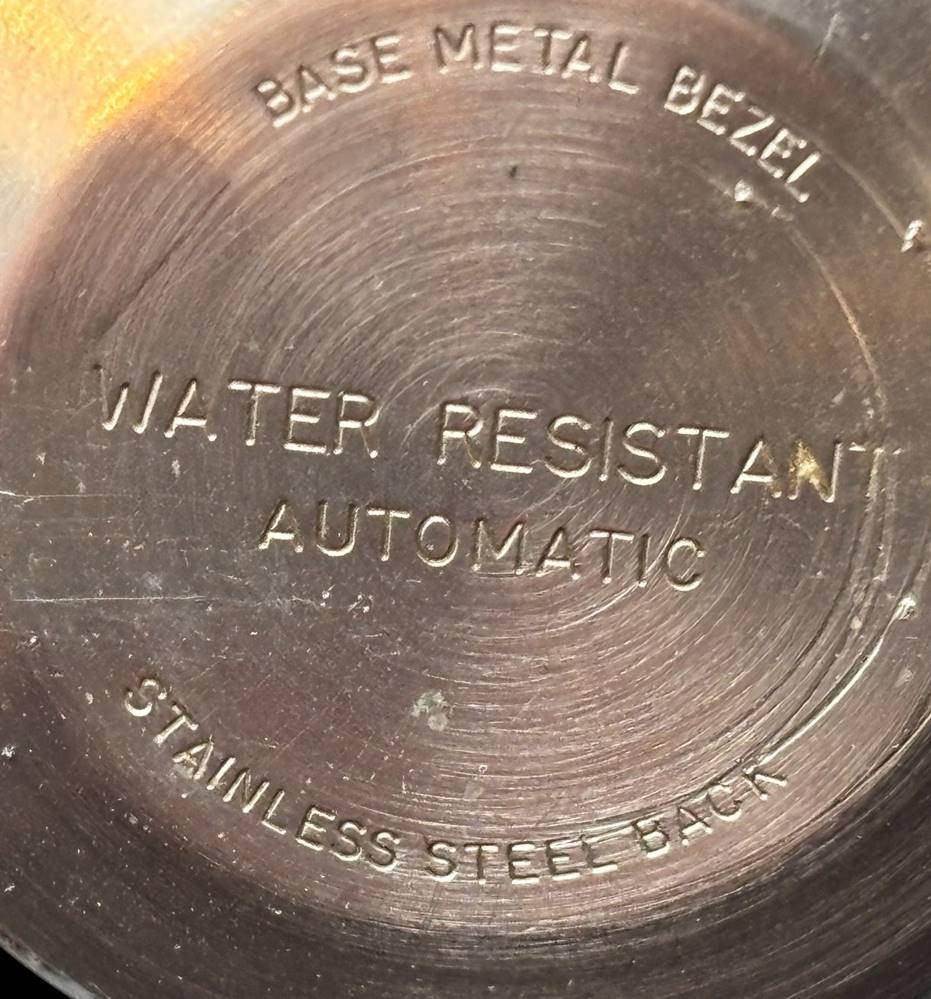 BASE METAL BEZEL
WATER RESISTANT
AUTOMATIC
STAINLESS STEEL BACK